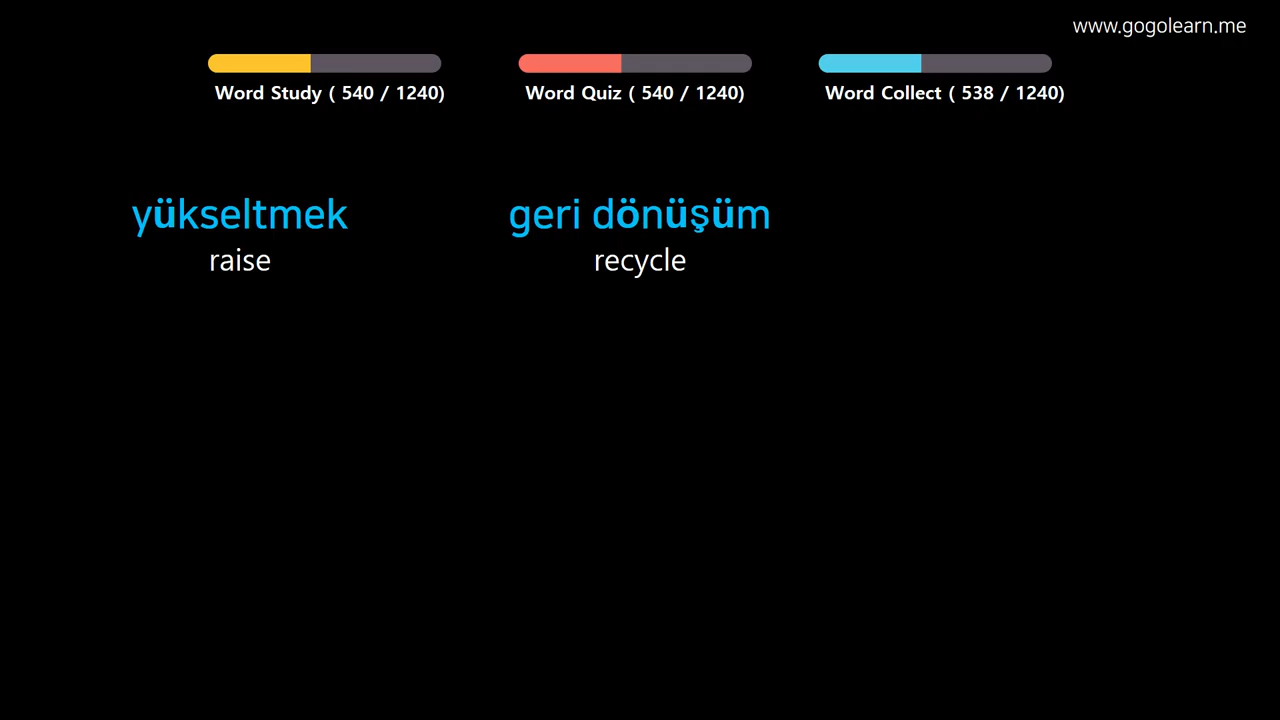 www.gogolearn.me
Word Study ( 540 / 1240)
Word Quiz ( 540 / 1240)
Word Collect ( 538 / 1240)
yükseltmek
raise
geri dönüşüm
recycle